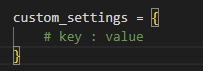 custom_settings = {
    # key : value
}